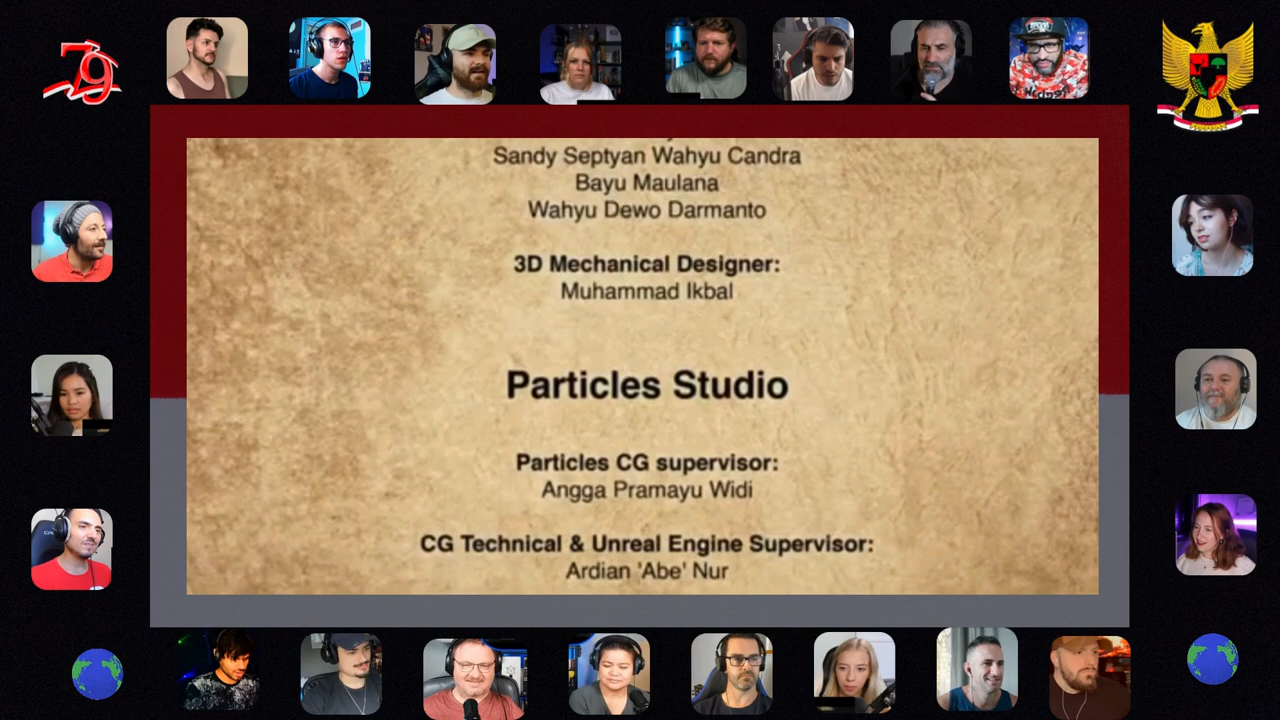 79
Sandy Septyan Wahyu Candra
Bayu Maulana
Wahyu Dewo Darmanto
3D Mechanical Designer:
Muhammad Ikbal
Particles Studio
Particles CG supervisor:
Angga Pramayu Widi
CG Technical & Unreal Engine Supervisor:
Ardian 'Abe' Nur